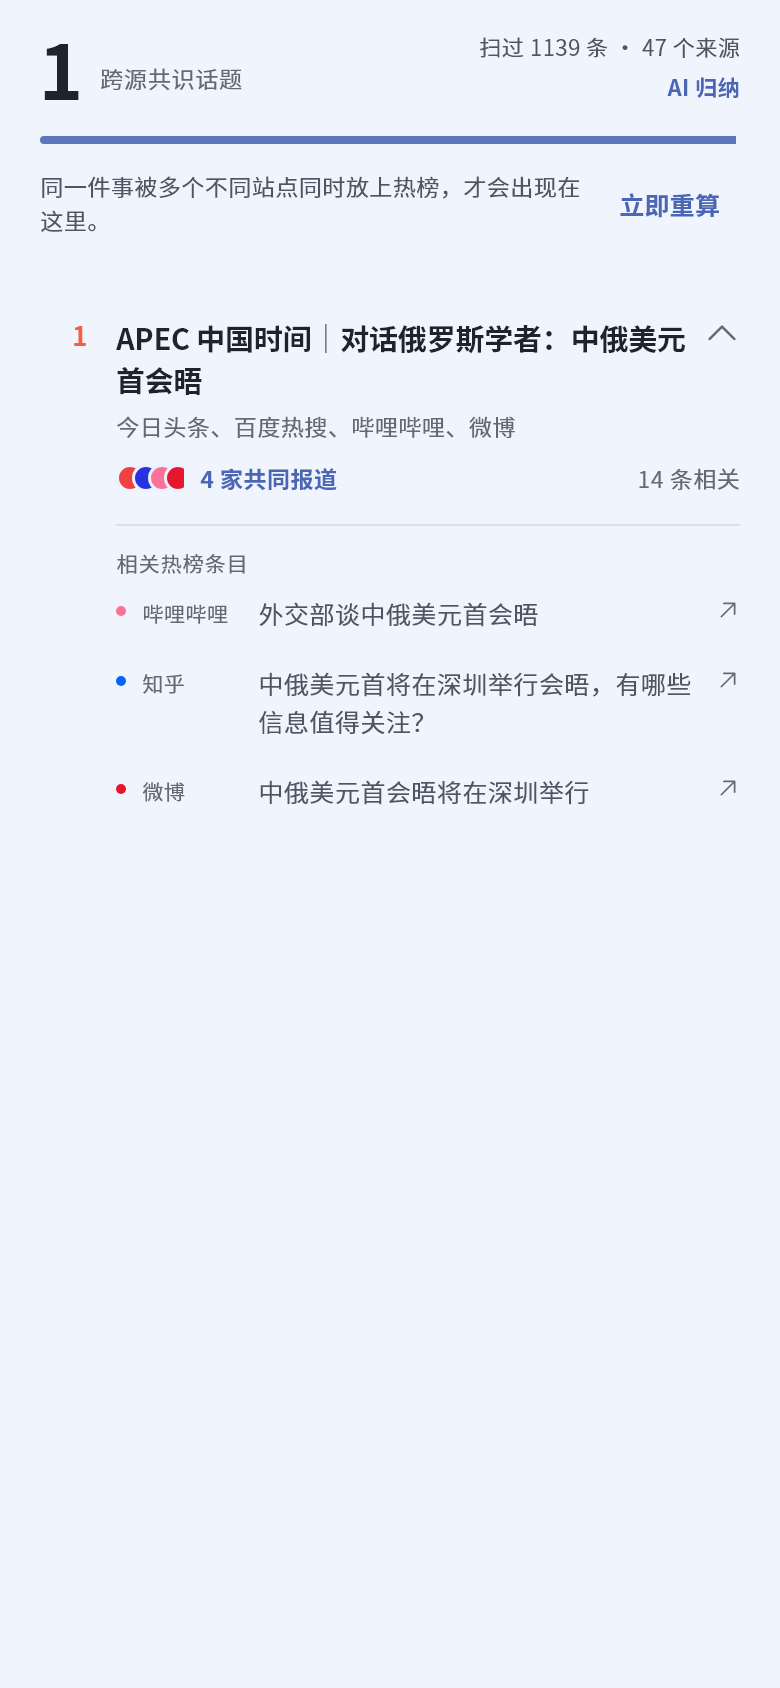 1 跨源共识话题
扫过 1139 条 · 47 个来源
AI 归纳
同一件事被多个不同站点同时放上热榜，才会出现在
这里。
立即重算
1 APEC 中国时间｜对话俄罗斯学者：中俄美元
首会晤
今日头条、百度热搜、哔哩哔哩、微博
4 家共同报道 14 条相关
相关热榜条目
哔哩哔哩 外交部谈中俄美元首会晤
知乎 中俄美元首将在深圳举行会晤，有哪些
信息值得关注？
微博 中俄美元首会晤将在深圳举行